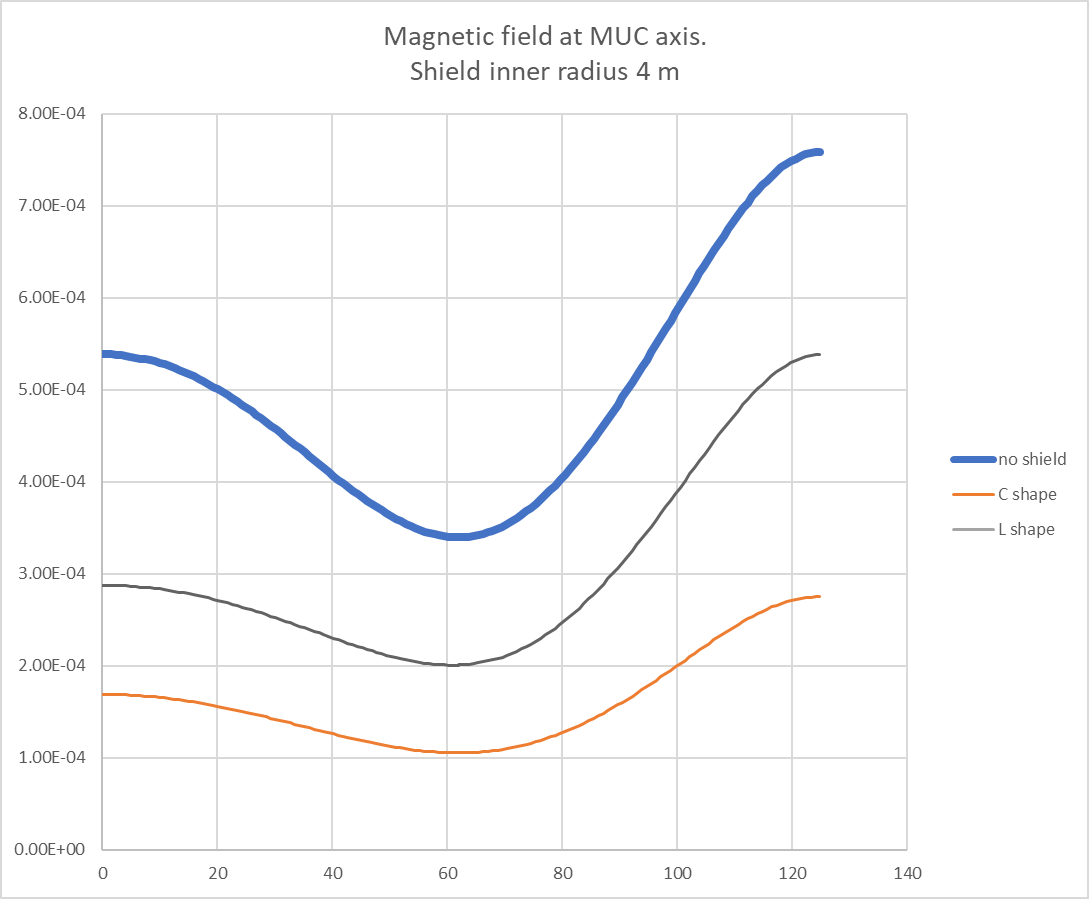 Magnetic field at MUC axis.
Shield inner radius 4 m
8.00E-04
7.00E-04
6.00E-04
5.00E-04
4.00E-04
3.00E-04
2.00E-04
1.00E-04
0.00E+00
0 20 40 60 80 100 120 140
no shield
C shape
L shape